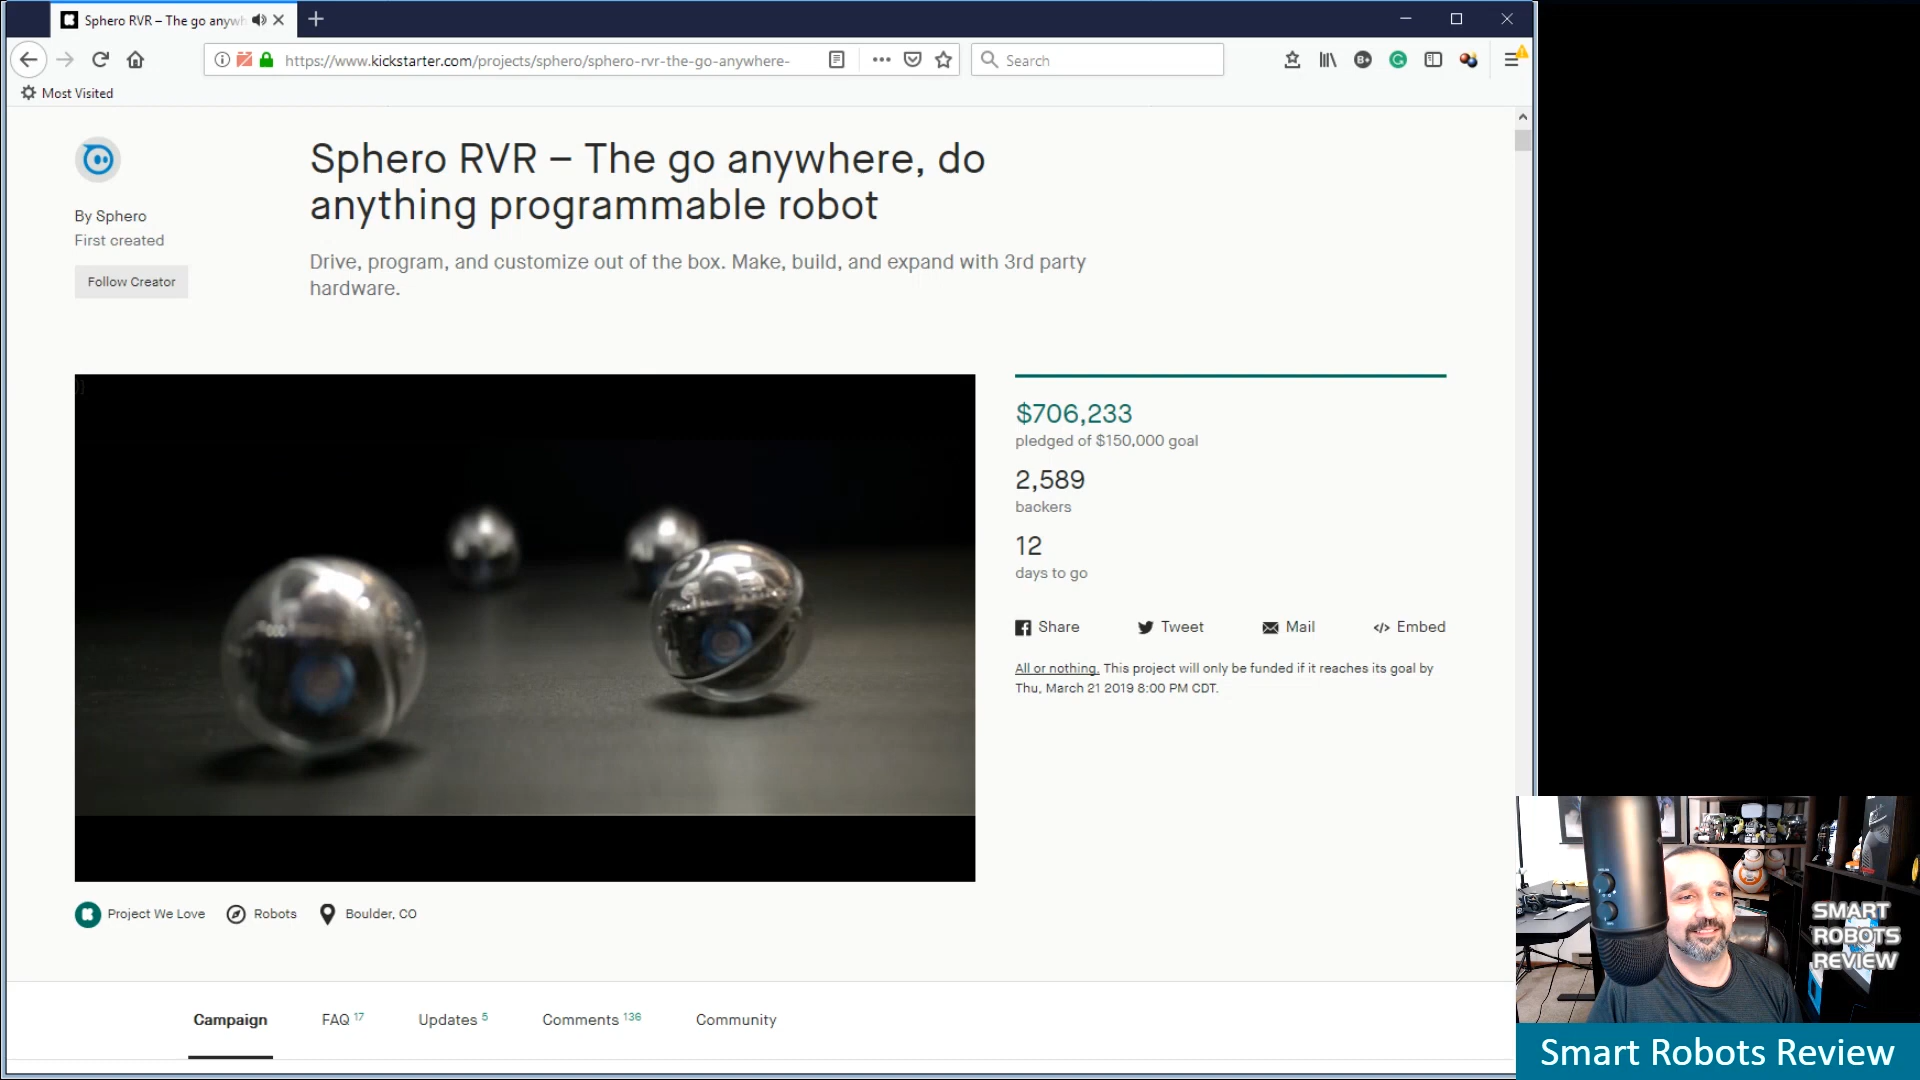 Sphero RVR – The go anywh
https://www.kickstarter.com/projects/sphero/sphero-rvr-the-go-anywhere-
Search
Most Visited
Sphero RVR – The go anywhere, do
anything programmable robot
By Sphero
First created
Follow Creator
Drive, program, and customize out of the box. Make, build, and expand with 3rd party
hardware.
$706,233
pledged of $150,000 goal
2,589
backers
12
days to go
Share Tweet Mail Embed
All or nothing. This project will only be funded if it reaches its goal by
Thu, March 21 2019 8:00 PM CDT.
Project We Love Robots Boulder, CO
Campaign FAQ 17 Updates 5 Comments 136 Community
SMART
ROBOTS
REVIEW
Smart Robots Review